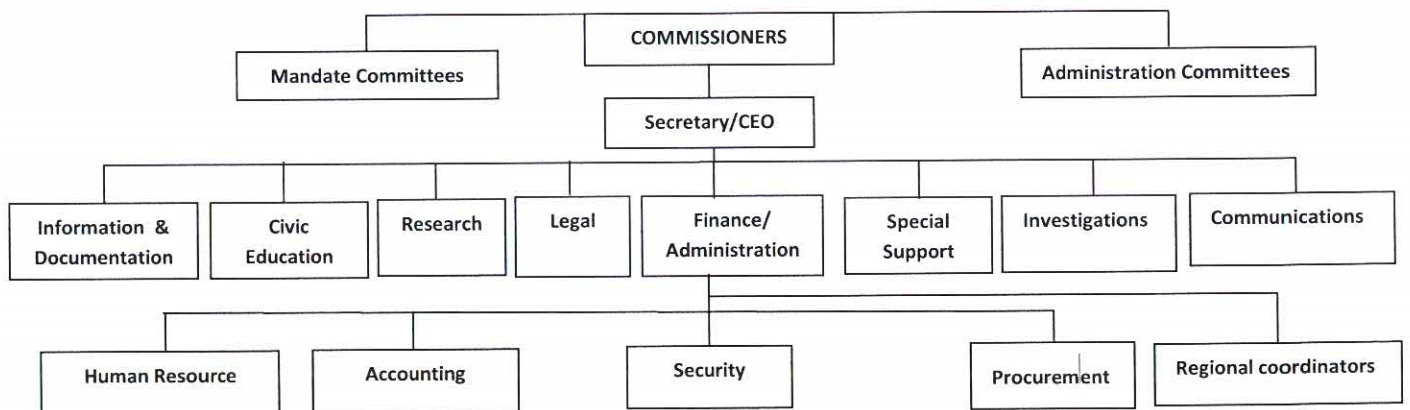 COMMISSIONERS
Mandate Committees
Administration Committees
Secretary/CEO
Information &
Documentation
Civic
Education
Research
Legal
Finance/
Administration
Special
Support
Investigations
Communications
Human Resource
Accounting
Security
Procurement
Regional coordinators